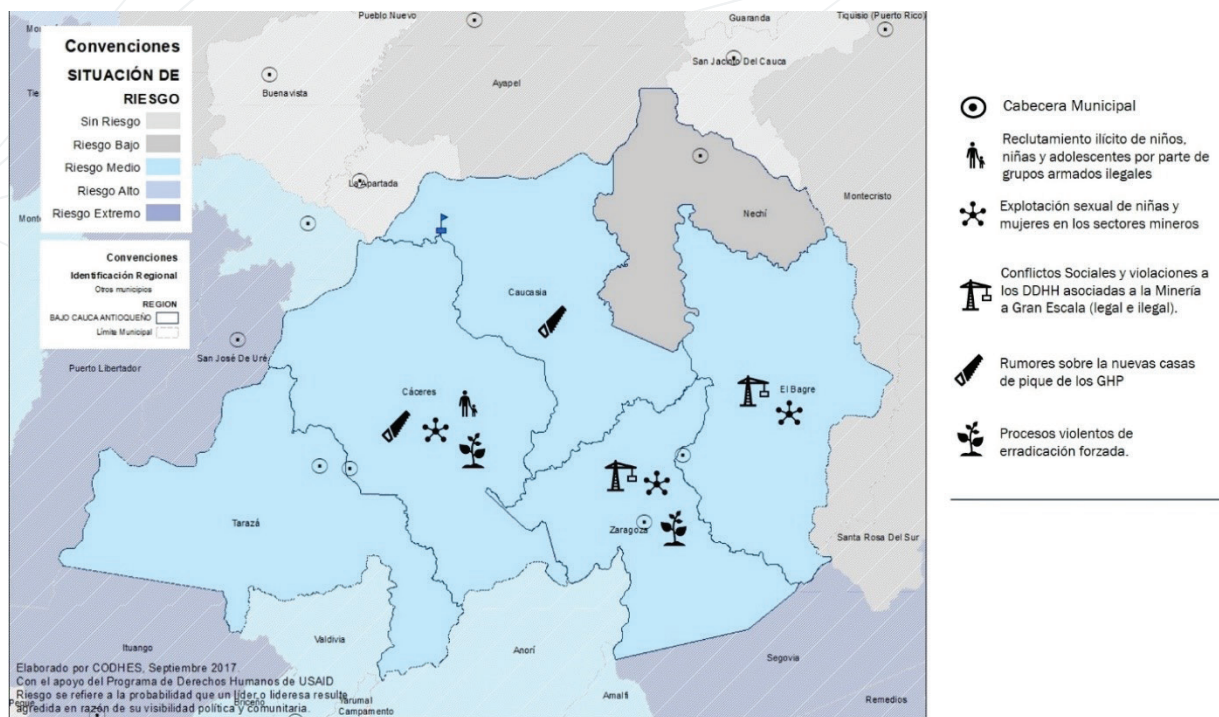 Pueblo Nuevo
Guaranda
Tiquisio (Puerto Rico)
Convenciones
SITUACIÓN DE
RIESGO
Sin Riesgo
Riesgo Bajo
Riesgo Medio
Riesgo Alto
Riesgo Extremo
San Jacinto Del Cauca
Ayapel
Buenavista
La Apartada
Montecristo
Nechí
Convenciones
Identificación Regional
Otros municipios
REGION
BAJO CAUCA ANTIOQUEÑO
Límite Municipal
Caucasia
San José De Uré
Puerto Libertador
Cáceres
El Bagre
Tarazá
Zaragoza
Santa Rosa Del Sur
Ituango
Valdivia
Anorí
Segovia
Amalfi
Remedios
Briceño
Yarumal
Campamento
Elaborado por CODHES, Septiembre 2017.
Con el apoyo del Programa de Derechos Humanos de USAID
Riesgo se refiere a la probabilidad que un líder o lideresa resulte
agredida en razón de su visibilidad política y comunitaria.
Cabecera Municipal
Reclutamiento ilícito de niños,
niñas y adolescentes por parte de
grupos armados ilegales
Explotación sexual de niñas y
mujeres en los sectores mineros
Conflictos Sociales y violaciones a
los DDHH asociadas a la Minería
a Gran Escala (legal e ilegal).
Rumores sobre la nuevas casas
de pique de los GHP
Procesos violentos de
erradicación forzada.